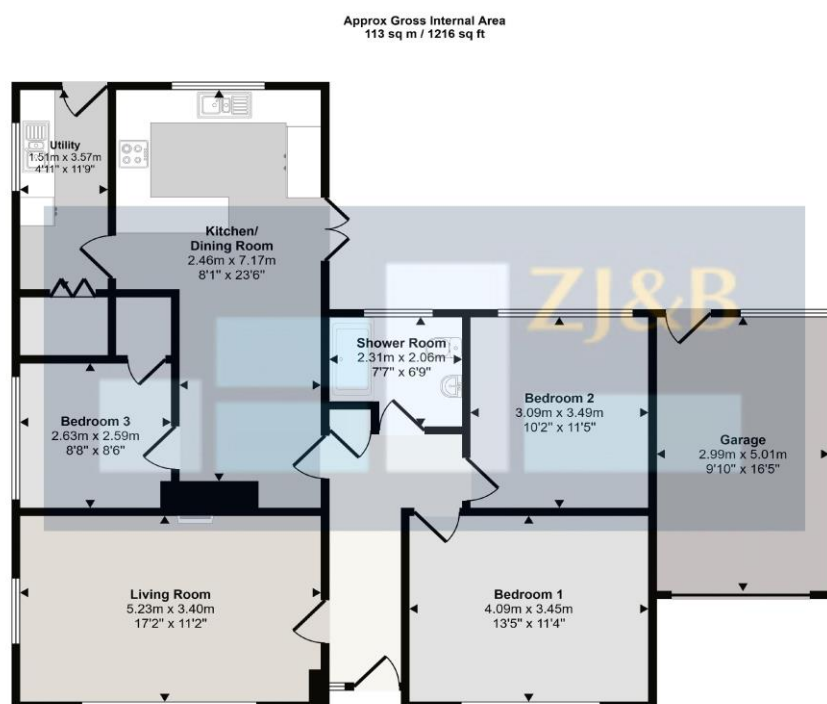 Approx Gross Internal Area
113 sq m / 1216 sq ft
Utility
1.51m x 3.57m
4'11" x 11'9"
Kitchen/
Dining Room
2.46m x 7.17m
8'1" x 23'6"
ZJ&B
Shower Room
2.31m x 2.06m
7'7" x 6'9"
Bedroom 2
3.09m x 3.49m
10'2" x 11'5"
Bedroom 3
2.63m x 2.59m
8'8" x 8'6"
Garage
2.99m x 5.01m
9'10" x 16'5"
Living Room
5.23m x 3.40m
17'2" x 11'2"
Bedroom 1
4.09m x 3.45m
13'5" x 11'4"